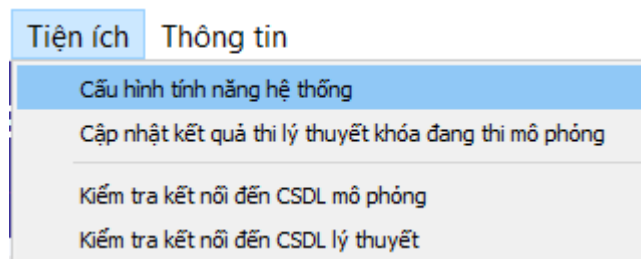 Tiện ích Thông tin
Cấu hình tính năng hệ thống
Cập nhật kết quả thi lý thuyết khóa đang thi mô phỏng
Kiểm tra kết nối đến CSDL mô phỏng
Kiểm tra kết nối đến CSDL lý thuyết